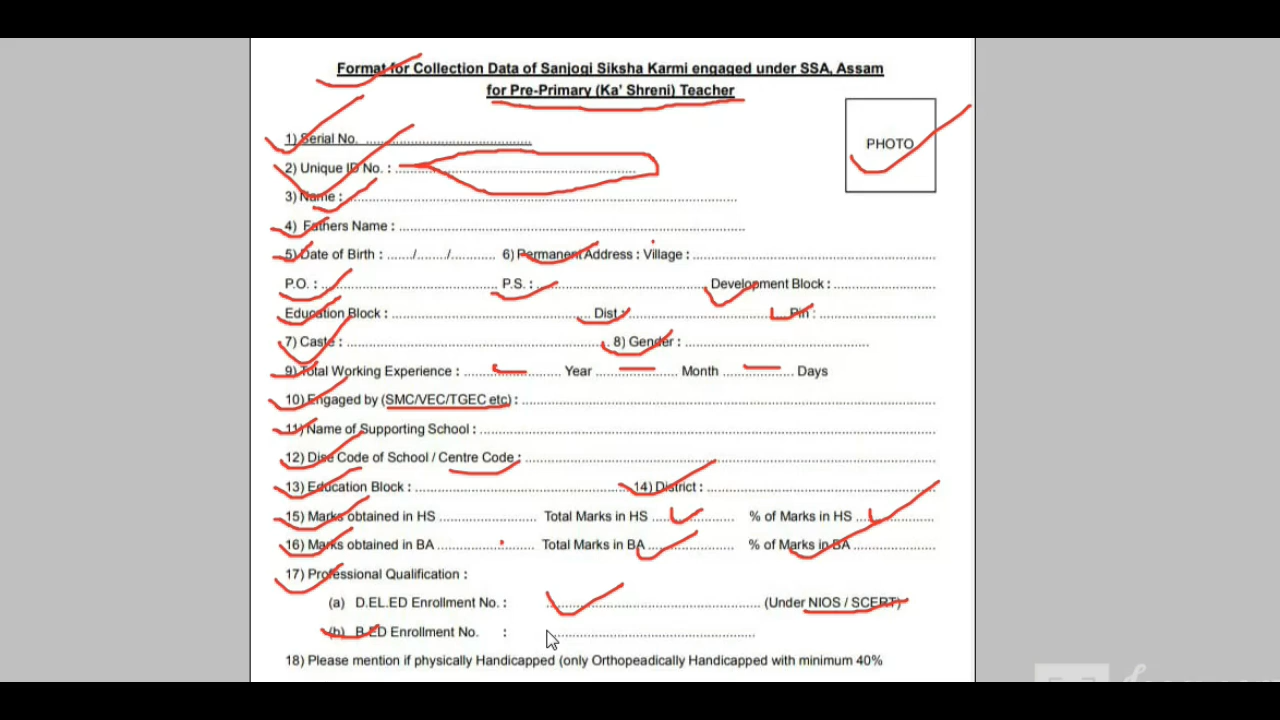 Format for Collection Data of Sanjogi Siksha Karmi engaged under SSA, Assam
for Pre-Primary (Ka' Shreni) Teacher
PHOTO
1) Serial No. ................................................
2) Unique ID No. : ................................................
3) Name : ................................................
4) Fathers Name : ................................................
5) Date of Birth : ....../......../........... 6) Permanent Address : Village : ................................
P.O. : ................................ P.S. : ................................ Development Block : ................
Education Block : ................................ Dist : ................................ Pin : ................
7) Caste : ................................ 8) Gender : ................................
9) Total Working Experience : ................ Year ................ Month ................ Days
10) Engaged by (SMC/VEC/TGEC etc) : ................................
11) Name of Supporting School : ................................
12) Dise Code of School / Centre Code : ................................
13) Education Block : ................................ 14) District : ................................
15) Marks obtained in HS ................ Total Marks in HS ................ % of Marks in HS ................
16) Marks obtained in BA ................ Total Marks in BA ................ % of Marks in BA ................
17) Professional Qualification :
(a) D.EL.ED Enrollment No. : ................................ (Under NIOS / SCERT)
(b) B.ED Enrollment No. : ................................
18) Please mention if physically Handicapped (only Orthopeadically Handicapped with minimum 40%